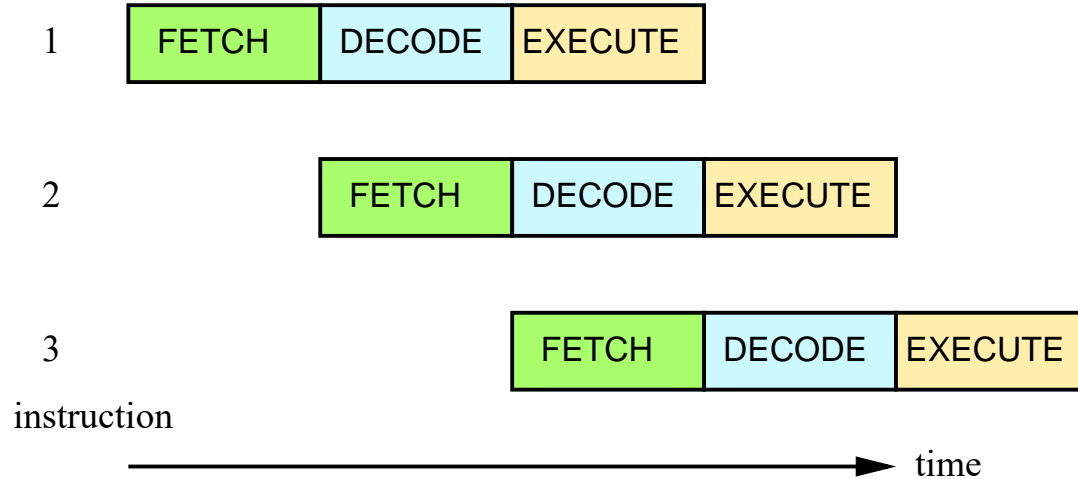 1 FETCH DECODE EXECUTE
2 FETCH DECODE EXECUTE
3 FETCH DECODE EXECUTE
instruction
time